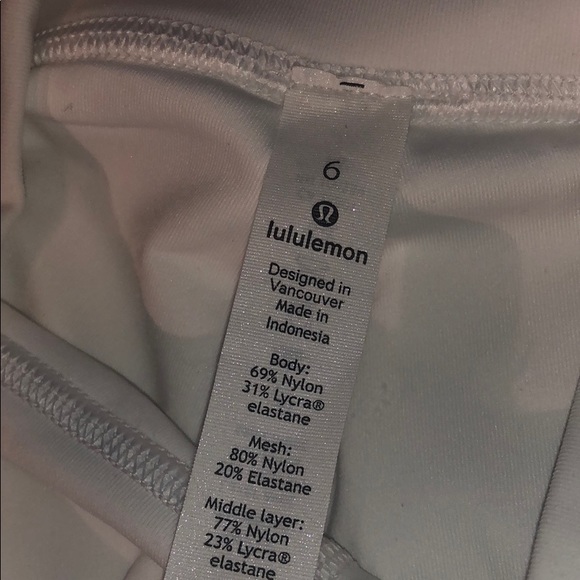 6
lululemon
Designed in
Vancouver
Made in
Indonesia
Body:
69% Nylon
31% Lycra®
elastane
Mesh:
80% Nylon
20% Elastane
Middle layer:
77% Nylon
23% Lycra®
elastane